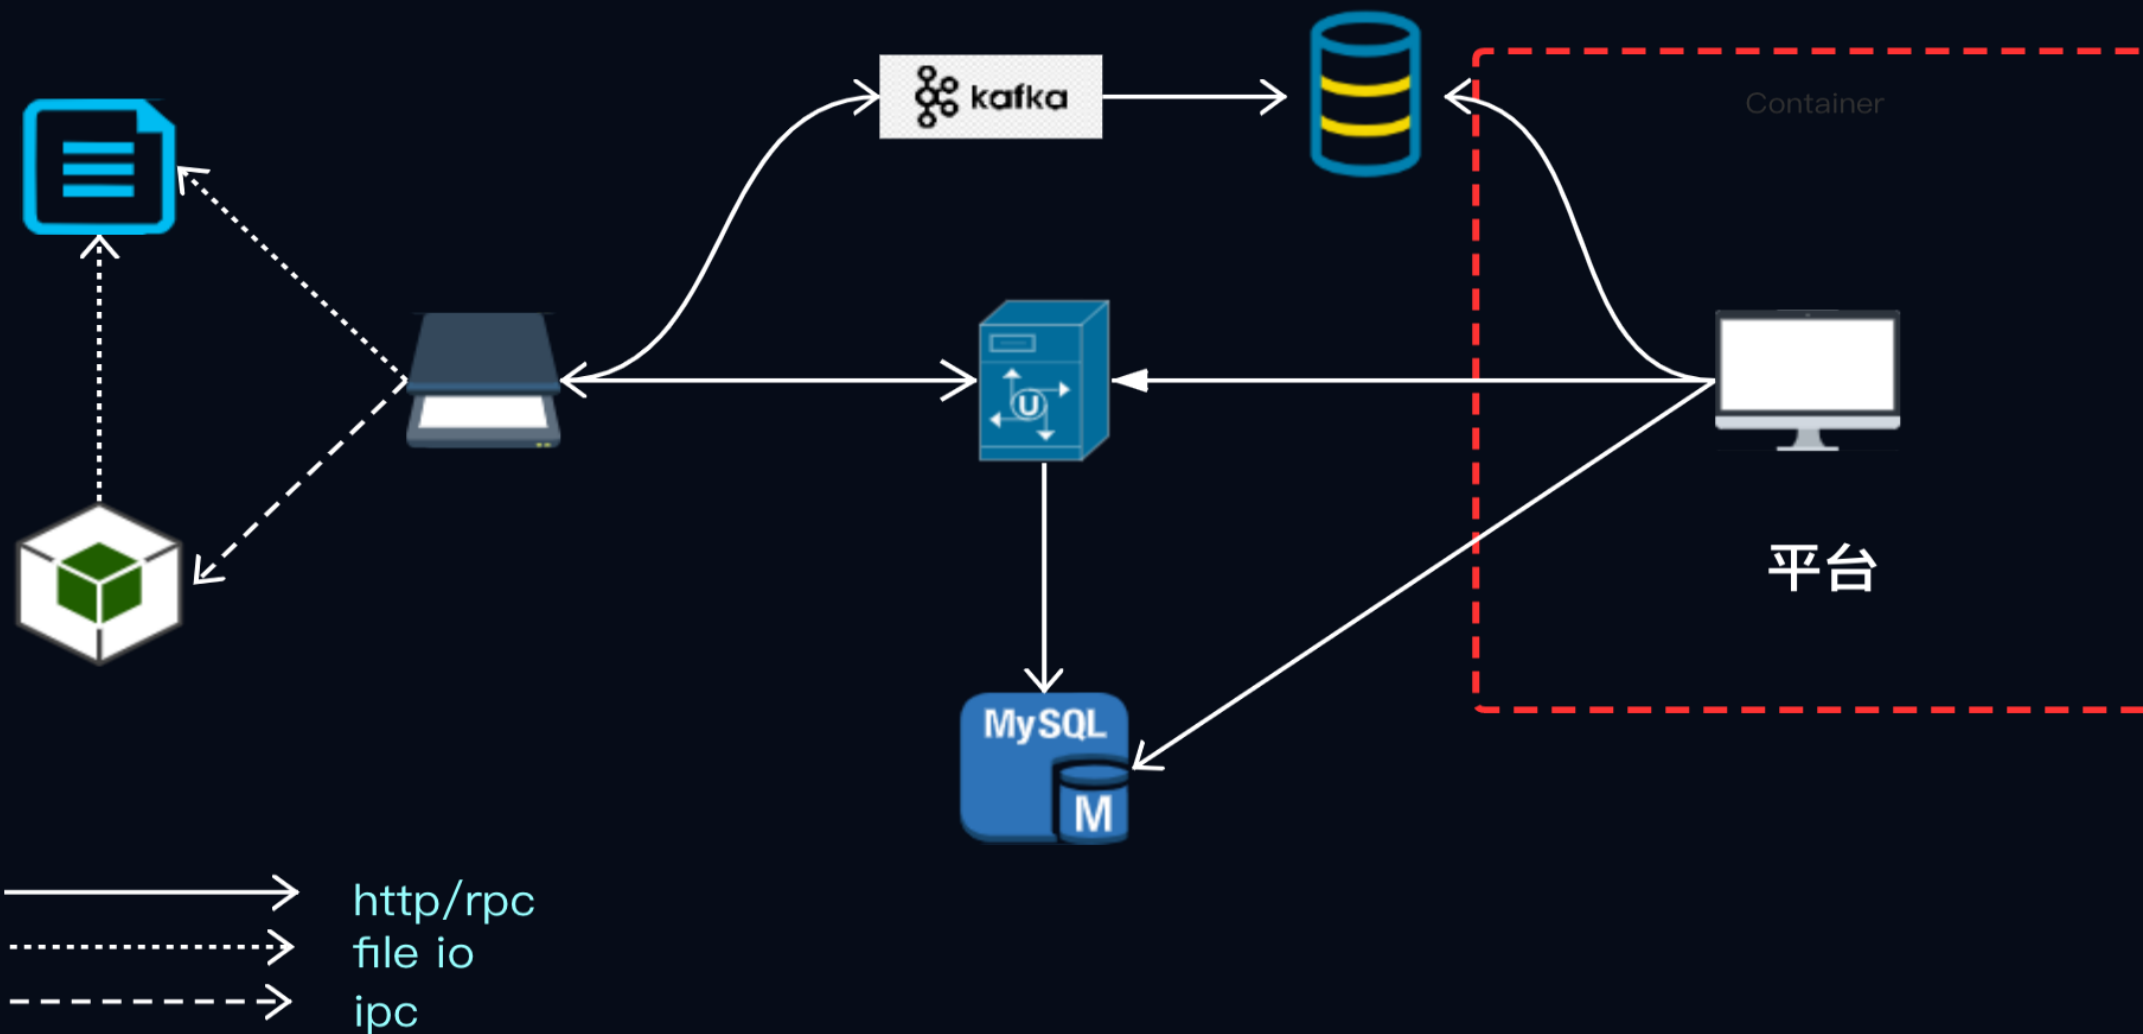 kafka
Container
U
平台
MySQL
M
http/rpc
file io
ipc